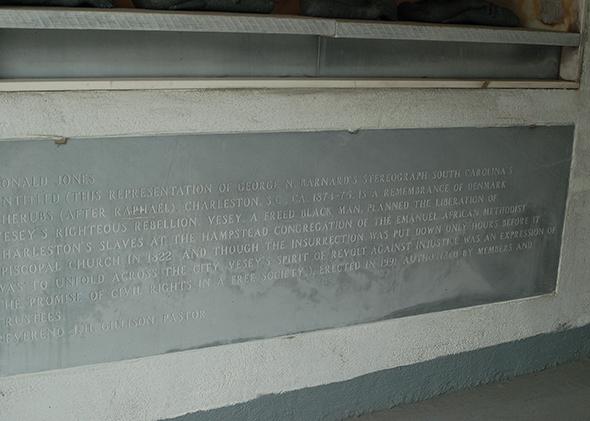 ONALD JONES
NTITLED (THIS REPRESENTATION OF GEORGE N. BARNARD'S STEREOGRAPH SOUTH CAROLINA'S
HERUBS (AFTER RAPHAEL), CHARLESTON, S.C., CA. 1874-75, IS A REMEMBRANCE OF DENMARK
VESEY'S RIGHTEOUS REBELLION. VESEY, A FREED BLACK MAN, PLANNED THE LIBERATION OF
HARLESTON'S SLAVES AT THE HAMPSTEAD CONGREGATION OF THE EMANUEL AFRICAN METHODIST
PISCOPAL CHURCH IN 1822. AND THOUGH THE INSURRECTION WAS PUT DOWN ONLY HOURS BEFORE IT
WAS TO UNFOLD ACROSS THE CITY, VESEY'S SPIRIT OF REVOLT AGAINST INJUSTICE WAS AN EXPRESSION OF
THE PROMISE OF CIVIL RIGHTS IN A FREE SOCIETY.), ERECTED IN 1991, AUTHORIZED BY MEMBERS AND
TRUSTEES.
REVEREND GILLISON, PASTOR